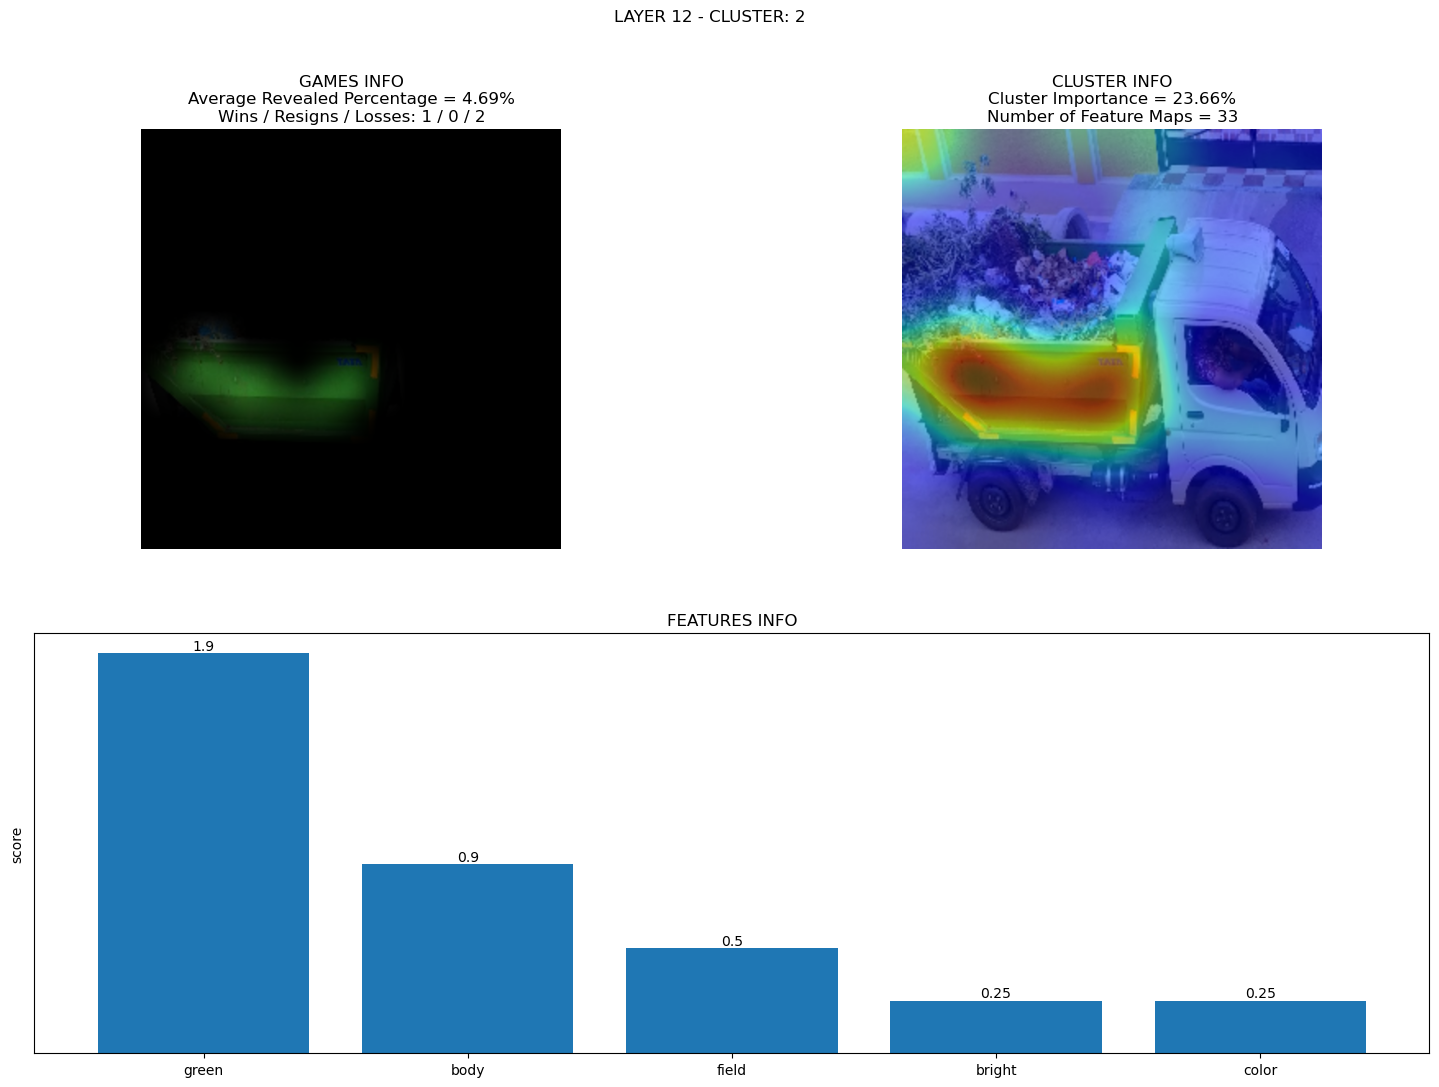 LAYER 12 - CLUSTER: 2
GAMES INFO
Average Revealed Percentage = 4.69%
Wins / Resigns / Losses: 1 / 0 / 2
CLUSTER INFO
Cluster Importance = 23.66%
Number of Feature Maps = 33
FEATURES INFO
score
1.9
0.9
0.5
0.25
0.25
green
body
field
bright
color